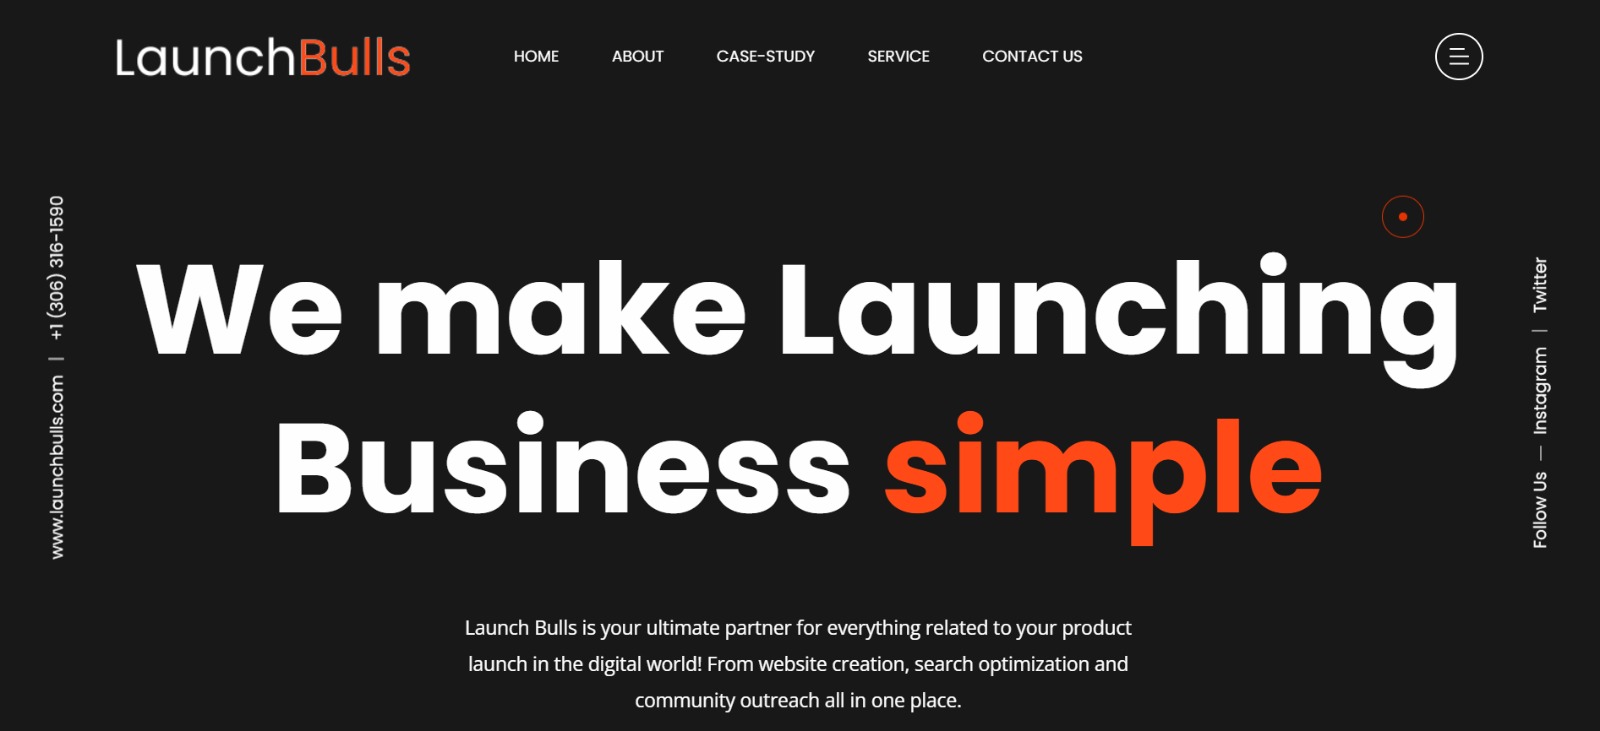 LaunchBulls
HOME
ABOUT
CASE-STUDY
SERVICE
CONTACT US
www.launchbulls.com | +1 (306) 316-1590
We make Launching
Business simple
Follow Us — Instagram | Twitter
Launch Bulls is your ultimate partner for everything related to your product
launch in the digital world! From website creation, search optimization and
community outreach all in one place.